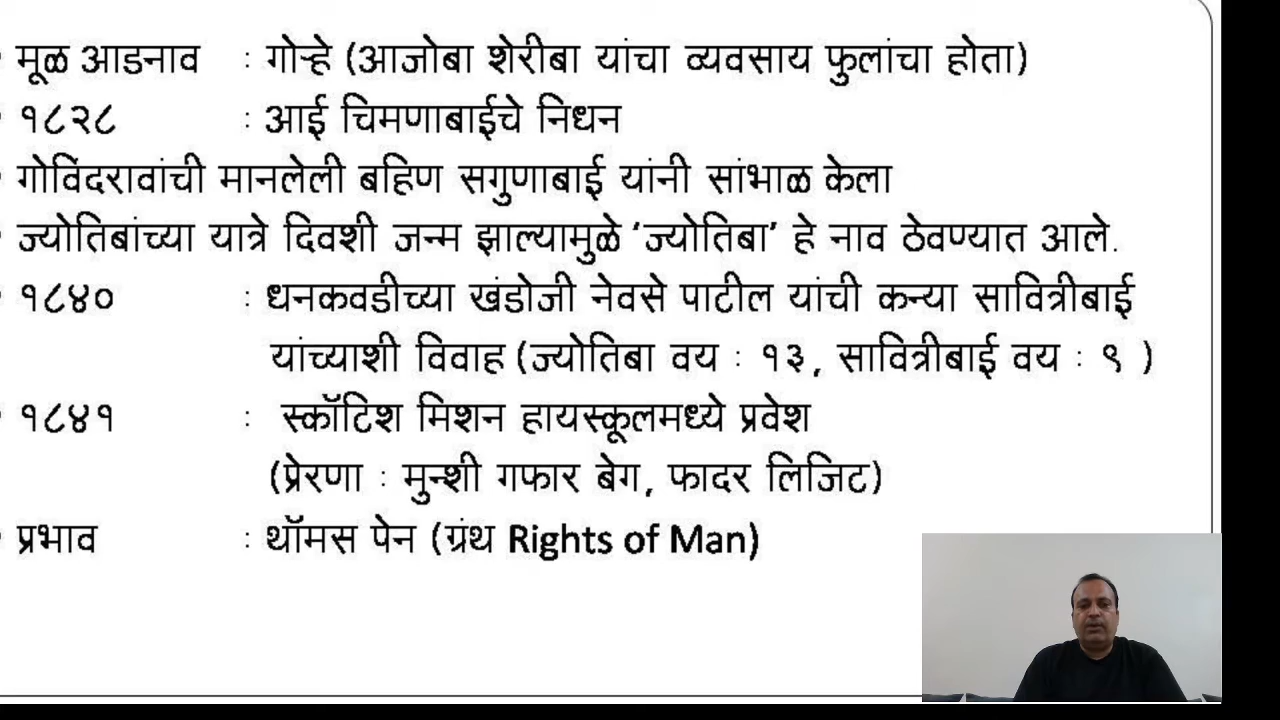 • मूळ आडनाव : गोऱ्हे (आजोबा शेरीबा यांचा व्यवसाय फुलांचा होता)
• १८२८ : आई चिमणाबाईचे निधन
• गोविंदरावांची मानलेली बहिण सगुणाबाई यांनी सांभाळ केला
• ज्योतिबांच्या यात्रे दिवशी जन्म झाल्यामुळे ‘ज्योतिबा’ हे नाव ठेवण्यात आले.
• १८४० : धनकवडीच्या खंडोजी नेवसे पाटील यांची कन्या सावित्रीबाई
यांच्याशी विवाह (ज्योतिबा वय : १३, सावित्रीबाई वय : ९ )
• १८४१ : स्कॉटिश मिशन हायस्कूलमध्ये प्रवेश
(प्रेरणा : मुन्शी गफार बेग, फादर लिजिट)
• प्रभाव : थॉमस पेन (ग्रंथ Rights of Man)